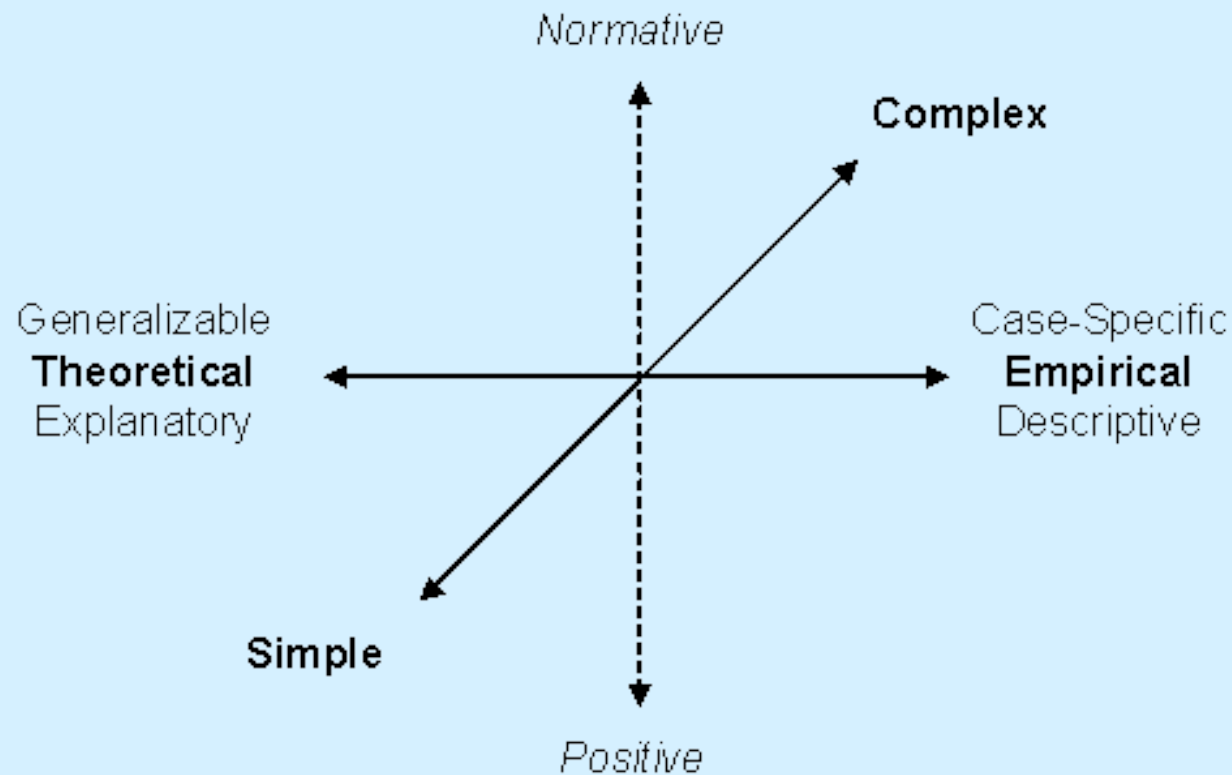 Normative
Complex
Generalizable
Theoretical
Explanatory
Case-Specific
Empirical
Descriptive
Simple
Positive